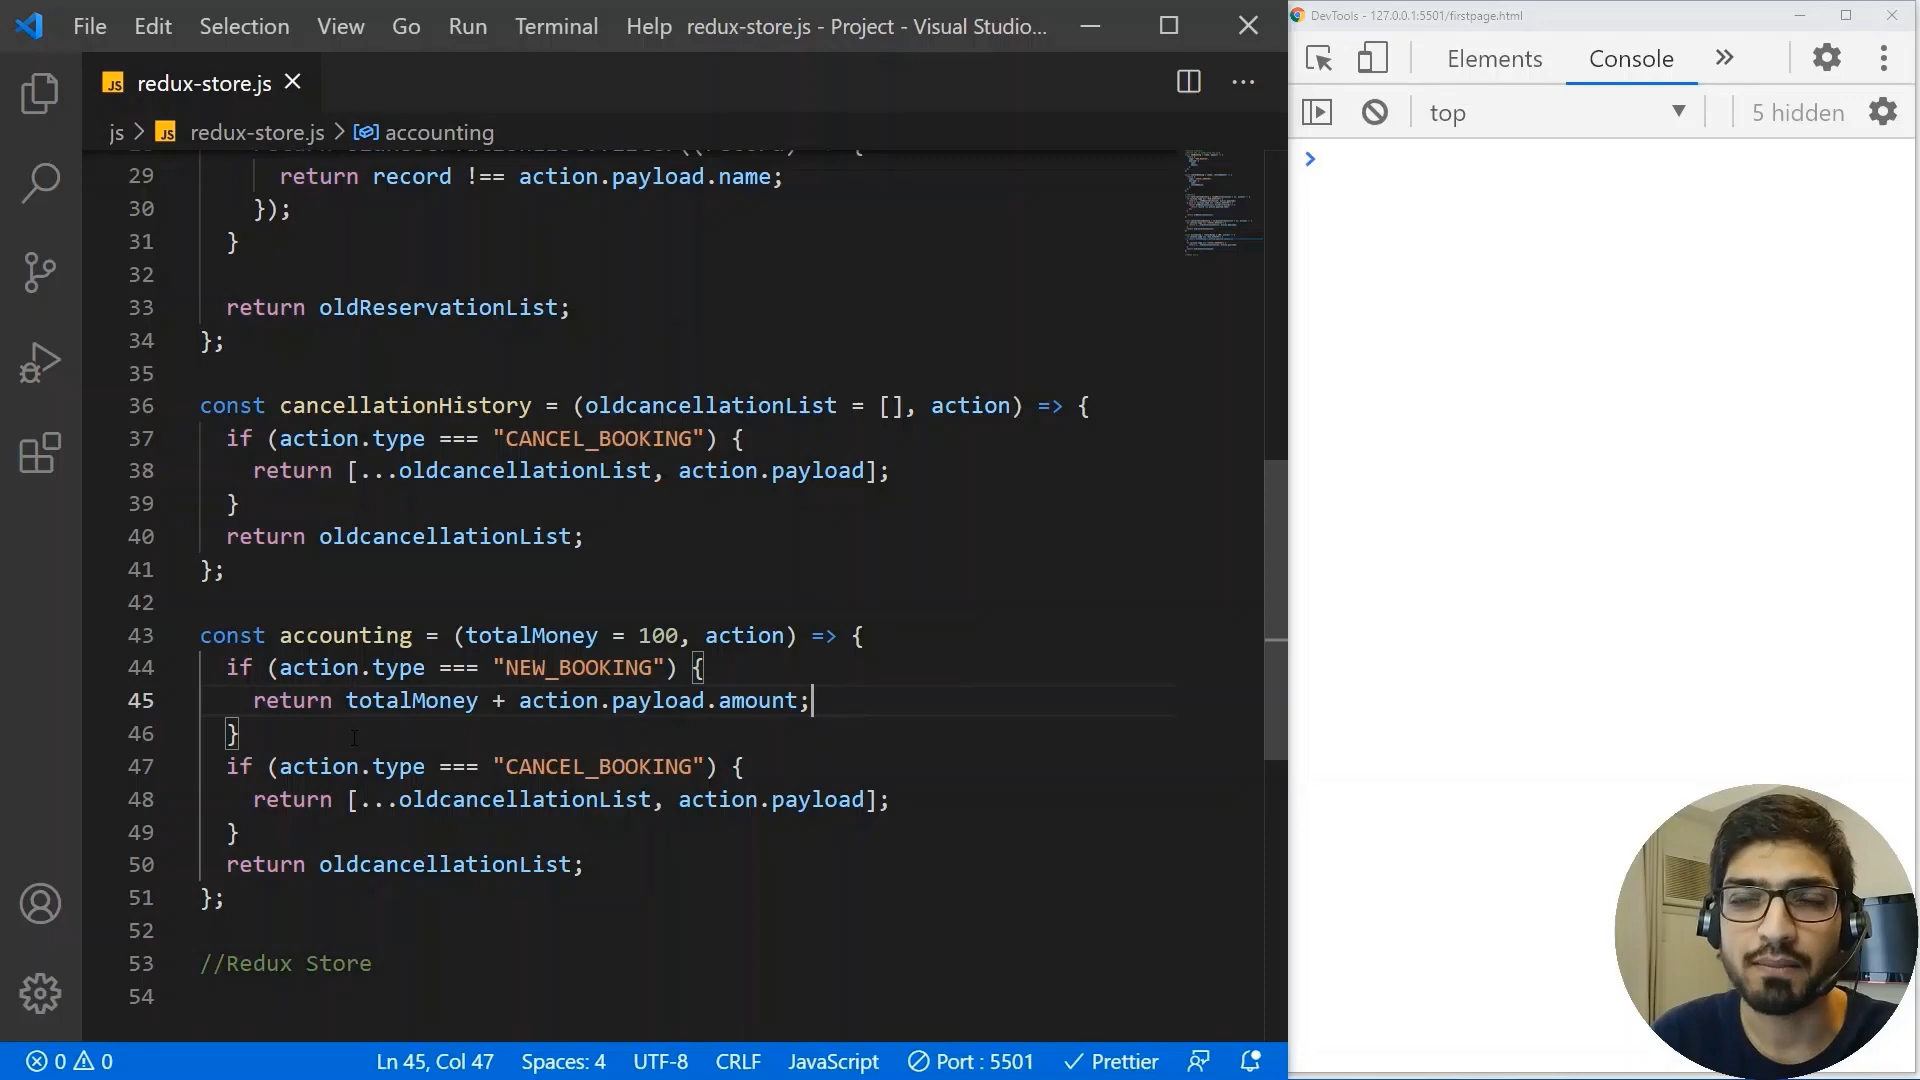 File Edit Selection View Go Run Terminal Help redux-store.js - Project - Visual Studio...
JS redux-store.js
js > JS redux-store.js > accounting
29 return record !== action.payload.name;
30 });
31 }
32
33 return oldReservationList;
34 };
35
36 const cancellationHistory = (oldcancellationList = [], action) => {
37 if (action.type === "CANCEL_BOOKING") {
38 return [...oldcancellationList, action.payload];
39 }
40 return oldcancellationList;
41 };
42
43 const accounting = (totalMoney = 100, action) => {
44 if (action.type === "NEW_BOOKING") {
45 return totalMoney + action.payload.amount;
46 }
47 if (action.type === "CANCEL_BOOKING") {
48 return [...oldcancellationList, action.payload];
49 }
50 return oldcancellationList;
51 };
52
53 //Redux Store
54
0 0 Ln 45, Col 47 Spaces: 4 UTF-8 CRLF JavaScript Port : 5501 Prettier
DevTools - 127.0.0.1:5501/firstpage.html
Elements Console
top 5 hidden